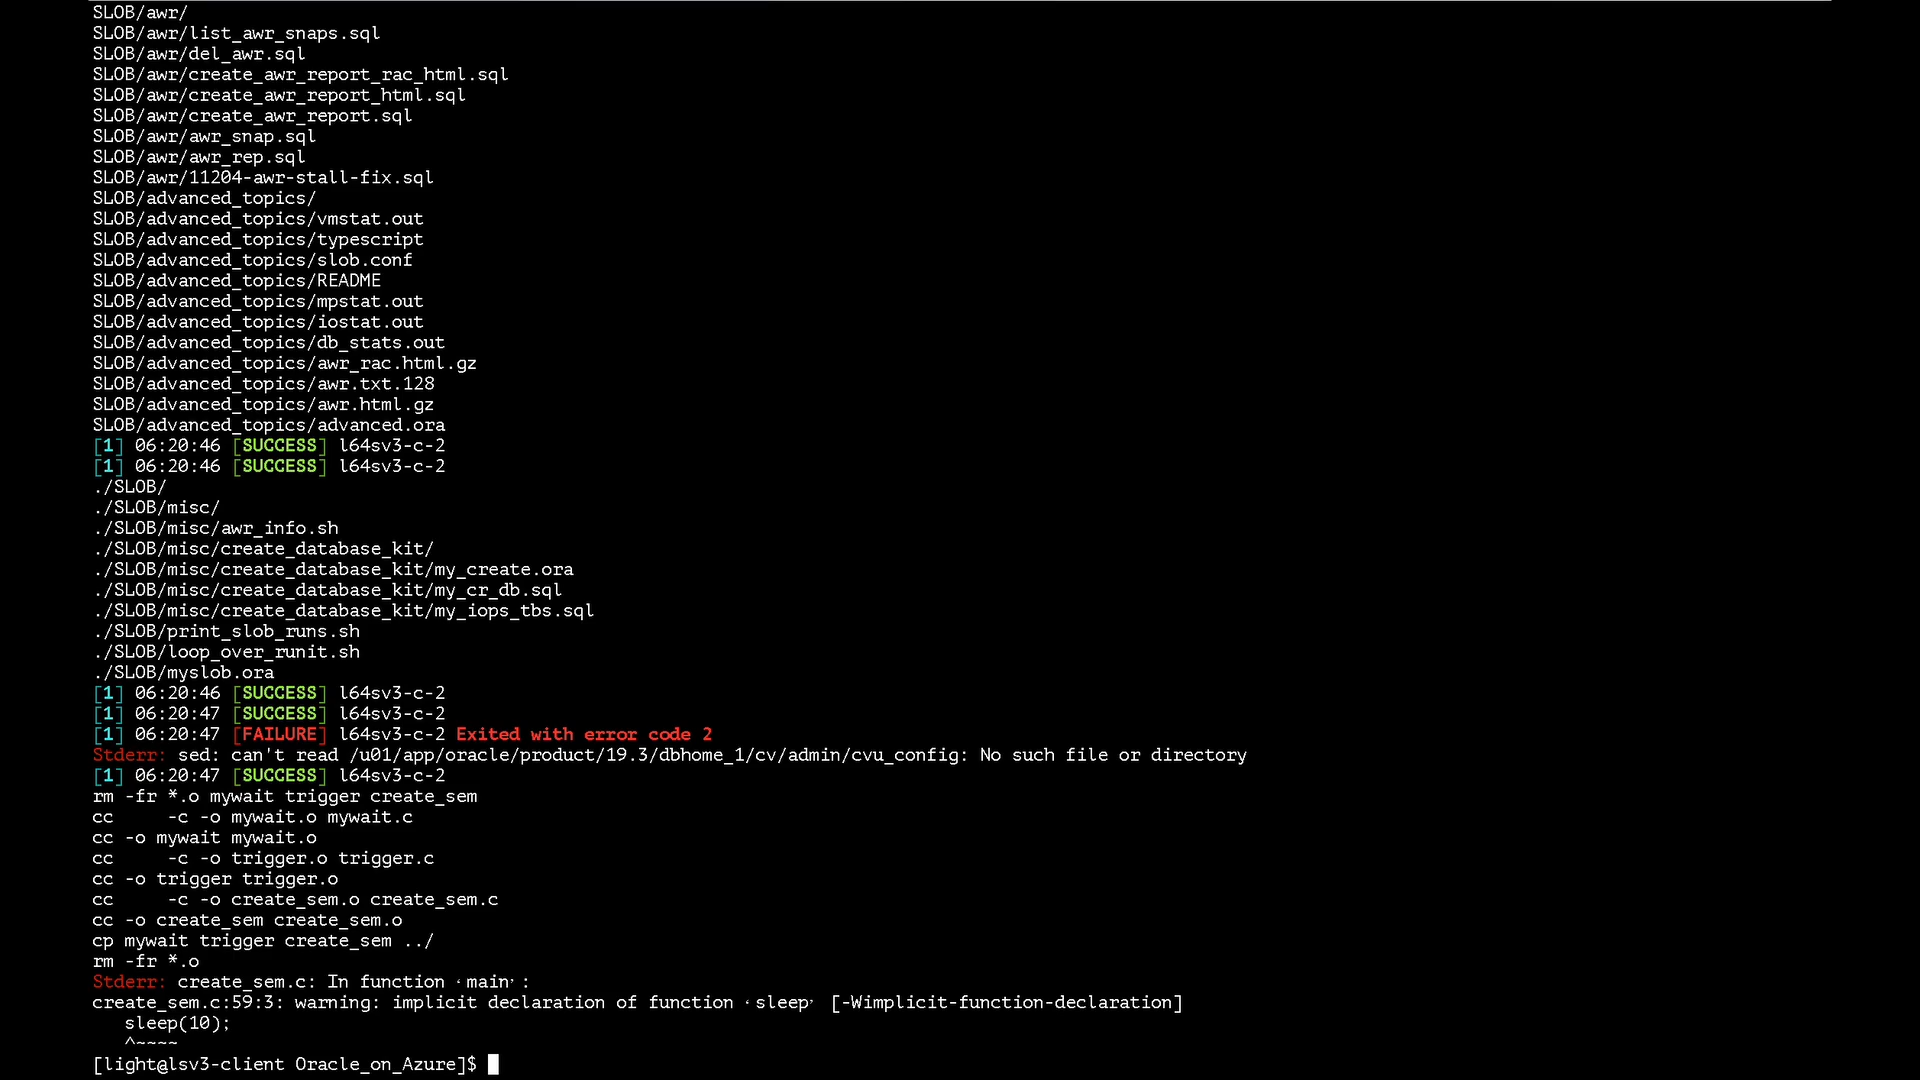 SLOB/awr/
SLOB/awr/list_awr_snaps.sql
SLOB/awr/del_awr.sql
SLOB/awr/create_awr_report_rac_html.sql
SLOB/awr/create_awr_report_html.sql
SLOB/awr/create_awr_report.sql
SLOB/awr/awr_snap.sql
SLOB/awr/awr_rep.sql
SLOB/awr/11204-awr-stall-fix.sql
SLOB/advanced_topics/
SLOB/advanced_topics/vmstat.out
SLOB/advanced_topics/typescript
SLOB/advanced_topics/slob.conf
SLOB/advanced_topics/README
SLOB/advanced_topics/mpstat.out
SLOB/advanced_topics/iostat.out
SLOB/advanced_topics/db_stats.out
SLOB/advanced_topics/awr_rac.html.gz
SLOB/advanced_topics/awr.txt.128
SLOB/advanced_topics/awr.html.gz
SLOB/advanced_topics/advanced.ora
[1] 06:20:46 [SUCCESS] l64sv3-c-2
[1] 06:20:46 [SUCCESS] l64sv3-c-2
./SLOB/
./SLOB/misc/
./SLOB/misc/awr_info.sh
./SLOB/misc/create_database_kit/
./SLOB/misc/create_database_kit/my_create.ora
./SLOB/misc/create_database_kit/my_cr_db.sql
./SLOB/misc/create_database_kit/my_iops_tbs.sql
./SLOB/print_slob_runs.sh
./SLOB/loop_over_runit.sh
./SLOB/myslob.ora
[1] 06:20:46 [SUCCESS] l64sv3-c-2
[1] 06:20:47 [SUCCESS] l64sv3-c-2
[1] 06:20:47 [FAILURE] l64sv3-c-2 Exited with error code 2
Stderr: sed: can't read /u01/app/oracle/product/19.3/dbhome_1/cv/admin/cvu_config: No such file or directory
[1] 06:20:47 [SUCCESS] l64sv3-c-2
rm -fr *.o mywait trigger create_sem
cc     -c -o mywait.o mywait.c
cc -o mywait mywait.o
cc     -c -o trigger.o trigger.c
cc -o trigger trigger.o
cc     -c -o create_sem.o create_sem.c
cc -o create_sem create_sem.o
cp mywait trigger create_sem ../
rm -fr *.o
Stderr: create_sem.c: In function ‘main’:
create_sem.c:59:3: warning: implicit declaration of function ‘sleep’ [-Wimplicit-function-declaration]
   sleep(10);
   ^~~~~
[light@lsv3-client Oracle_on_Azure]$